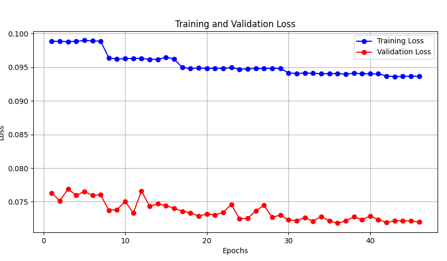 Training and Validation Loss
Training Loss
Validation Loss
0.100
0.095
0.090
0.085
0.080
0.075
Loss
0
10
20
30
40
Epochs